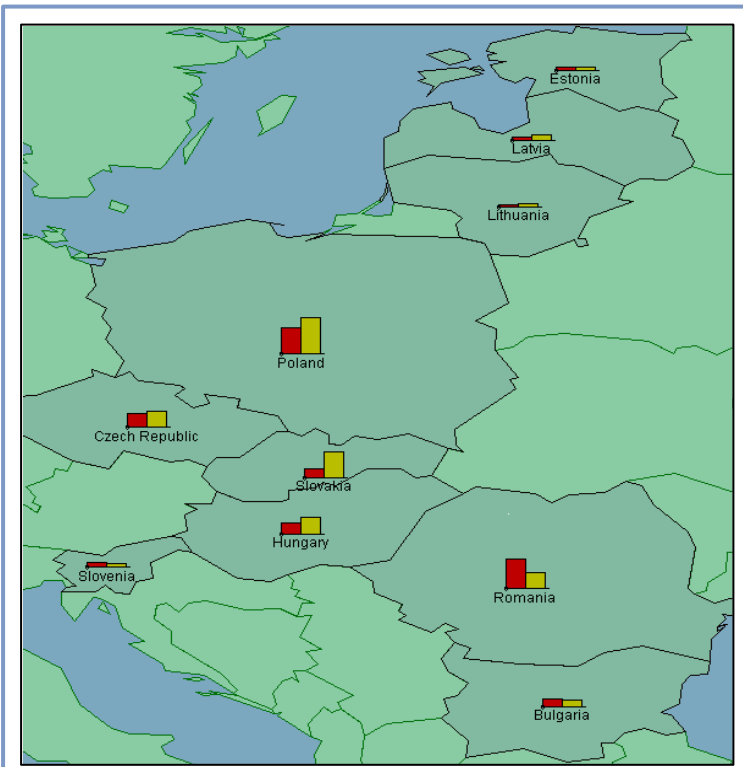 Estonia
Latvia
Lithuania
Poland
Czech Republic
Slovakia
Hungary
Slovenia
Romania
Bulgaria